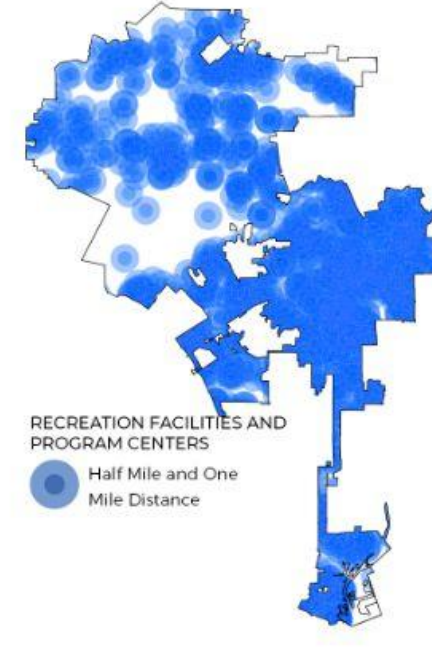 RECREATION FACILITIES AND
PROGRAM CENTERS
Half Mile and One
Mile Distance